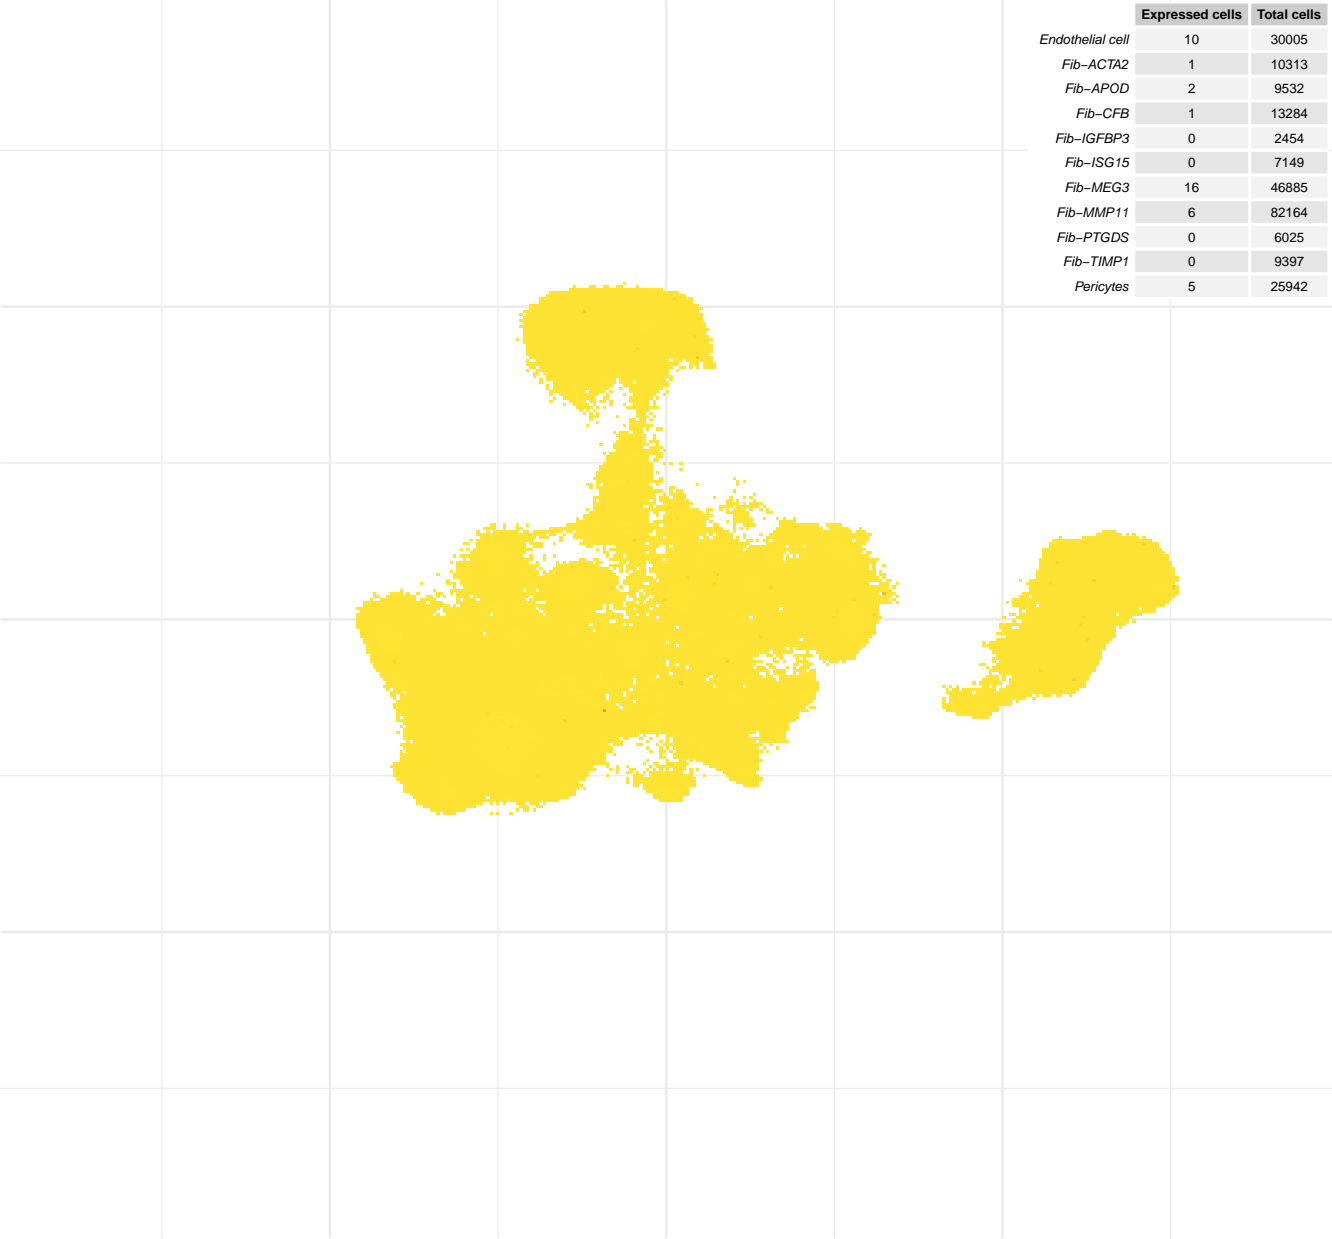 Expressed cells Total cells
Endothelial cell 10 30005
Fib−ACTA2 1 10313
Fib−APOD 2 9532
Fib−CFB 1 13284
Fib−IGFBP3 0 2454
Fib−ISG15 0 7149
Fib−MEG3 16 46885
Fib−MMP11 6 82164
Fib−PTGDS 0 6025
Fib−TIMP1 0 9397
Pericytes 5 25942